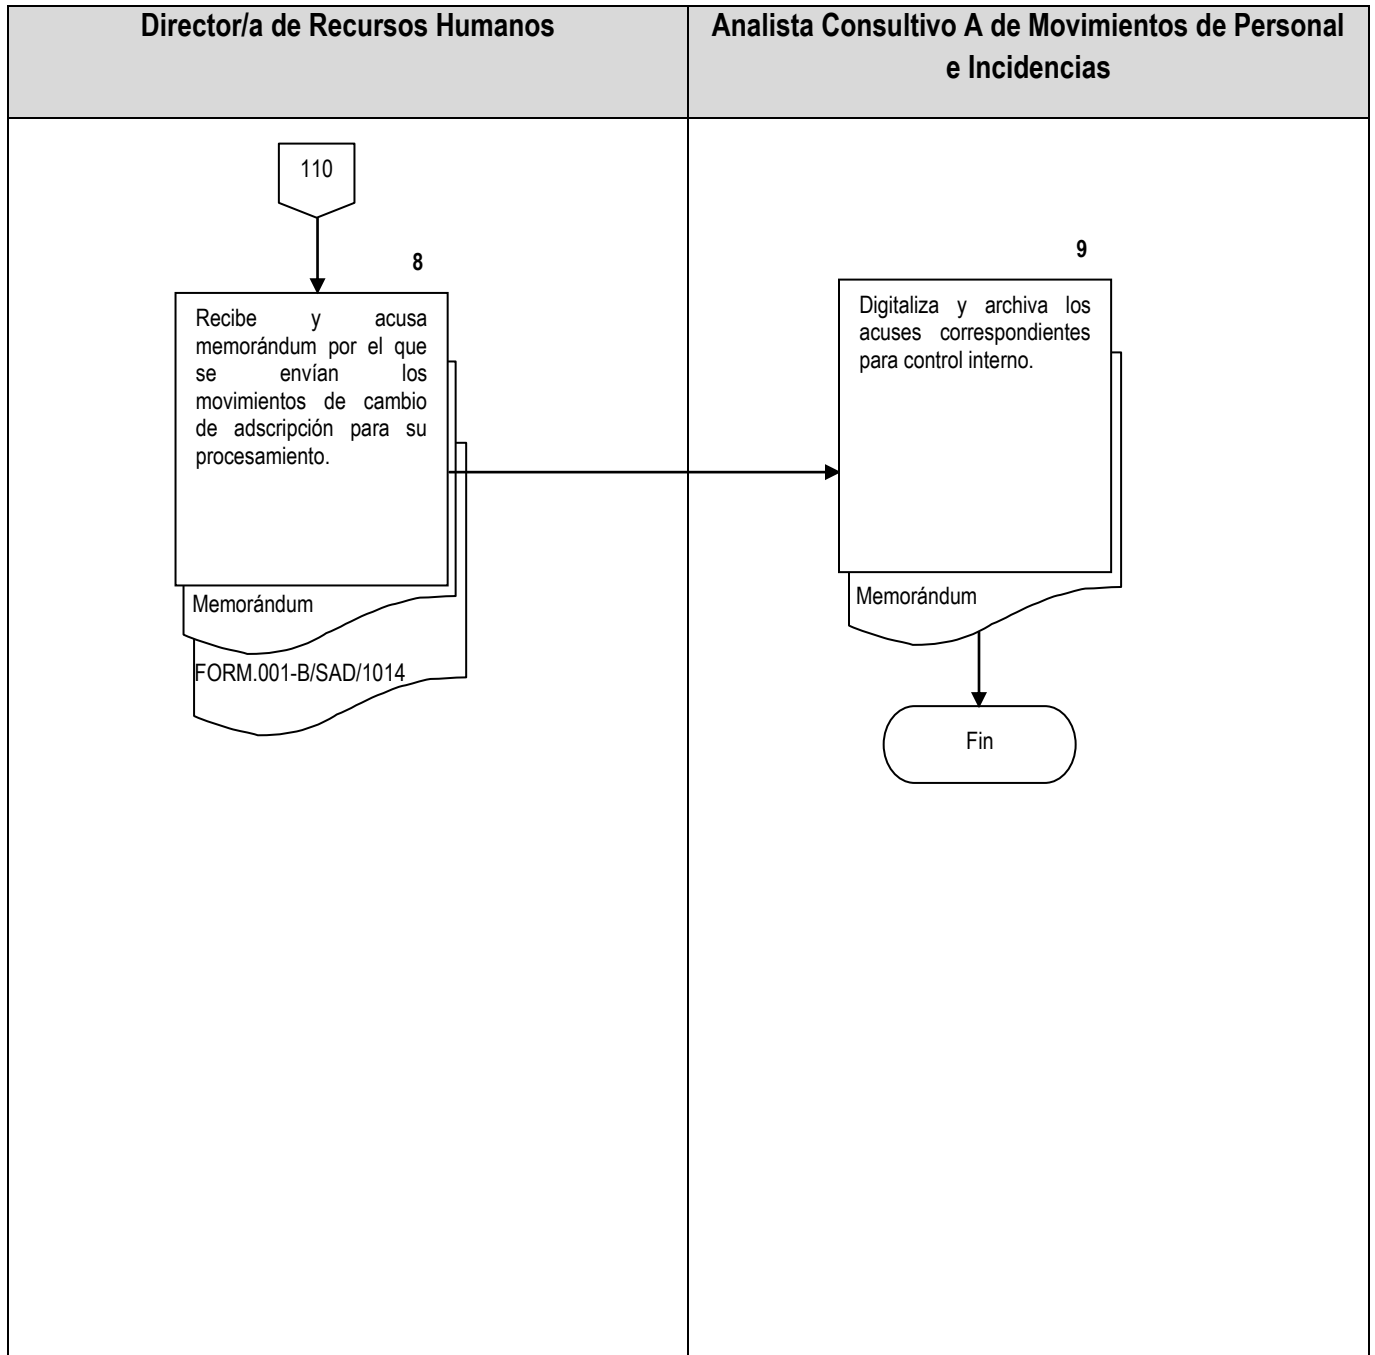 Director/a de Recursos Humanos
Analista Consultivo A de Movimientos de Personal
e Incidencias
110
8
Recibe y acusa
memorándum por el que
se envían los
movimientos de cambio
de adscripción para su
procesamiento.
Memorándum
FORM.001-B/SAD/1014
9
Digitaliza y archiva los
acuses correspondientes
para control interno.
Memorándum
Fin